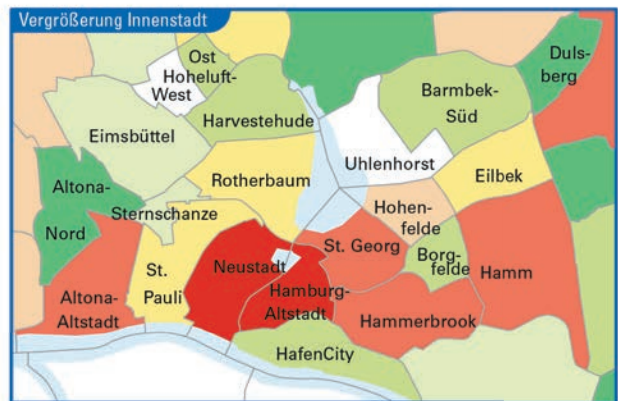 Vergrößerung Innenstadt
Ost
Hoheluft-
West
Duls-
berg
Barmbek-
Süd
Harvestehude
Eimsbüttel
Uhlenhorst
Eilbek
Altona-
Nord
Rotherbaum
Sternschanze
Hohen-
felde
St. Georg
Borg-
felde
Hamm
St.
Pauli
Neustadt
Hamburg-
Altstadt
Altona-
Altstadt
Hammerbrook
HafenCity